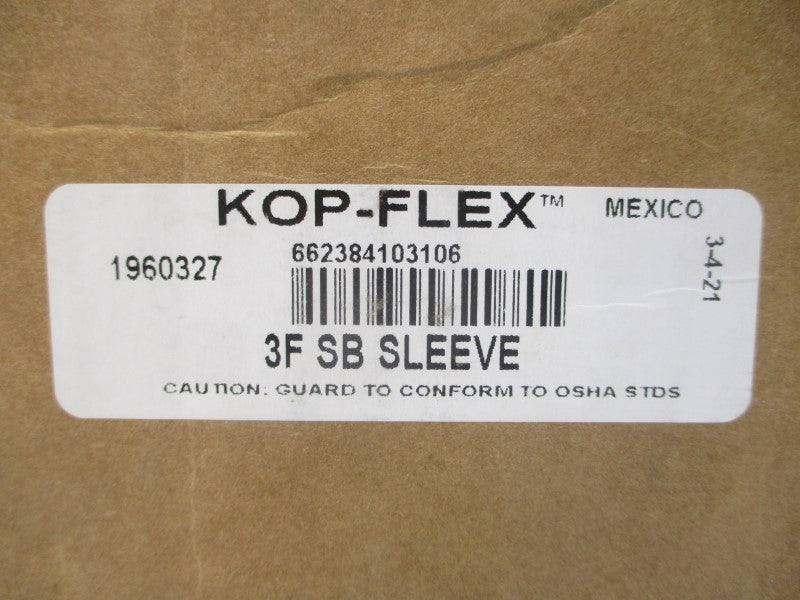 KOP-FLEX™ MEXICO
1960327
662384103106
3-4-21
3F SB SLEEVE
CAUTION: GUARD TO CONFORM TO OSHA STDS